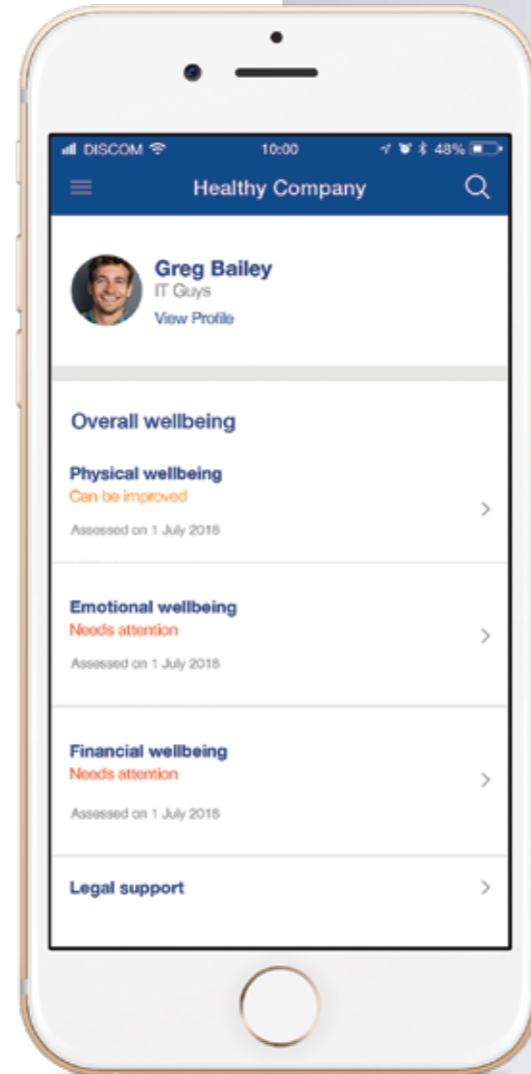 DISCOM 10:00 48%
Healthy Company
Greg Bailey
IT Guys
View Profile
Overall wellbeing
Physical wellbeing
Can be improved
Assessed on 1 July 2018
Emotional wellbeing
Needs attention
Assessed on 1 July 2018
Financial wellbeing
Needs attention
Assessed on 1 July 2018
Legal support